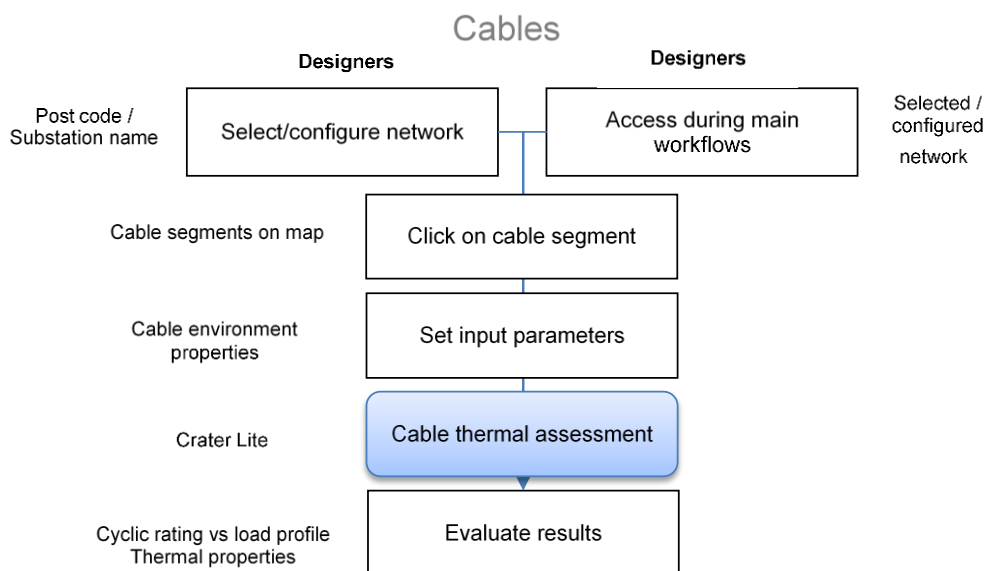 Cables
Designers
Designers
Post code /
Substation name
Select/configure network
Access during main
workflows
Selected /
configured
network
Cable segments on map
Click on cable segment
Cable environment
properties
Set input parameters
Crater Lite
Cable thermal assessment
Cyclic rating vs load profile
Thermal properties
Evaluate results